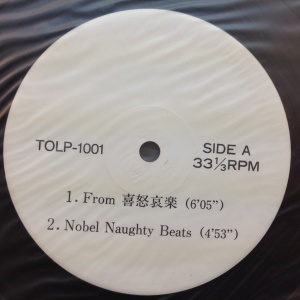 TOLP-1001
SIDE A
33⅓RPM
1. From 喜怒哀楽 (6'05")
2. Nobel Naughty Beats (4'53")